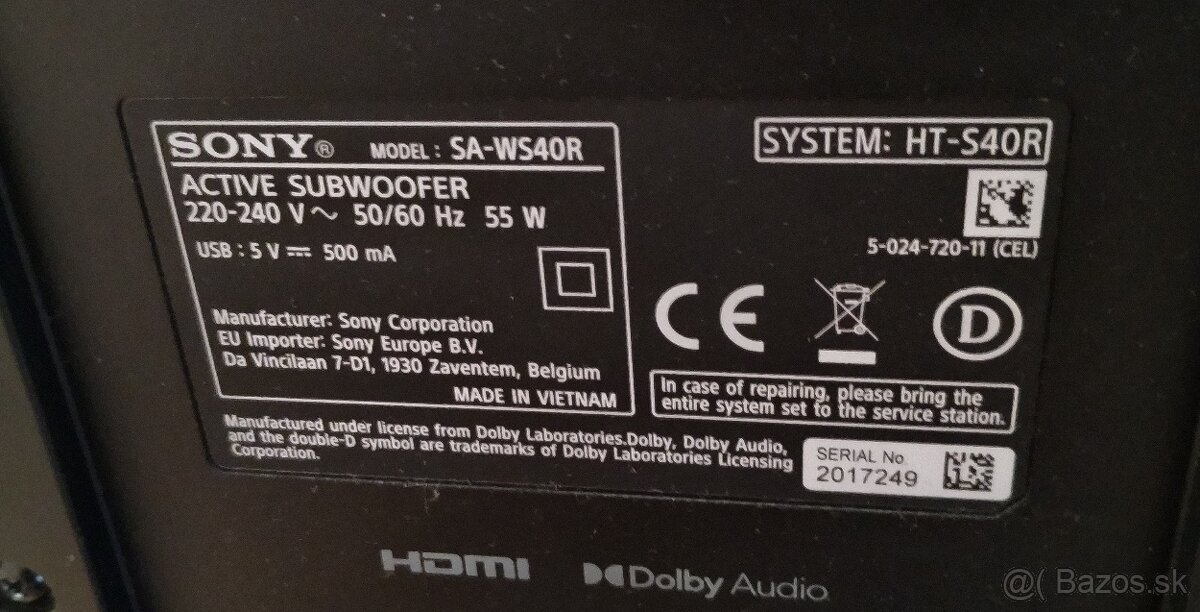 SONY® MODEL: SA-WS40R
ACTIVE SUBWOOFER
220-240 V~ 50/60 Hz 55 W
USB : 5 V⎓ 500 mA
Manufacturer: Sony Corporation
EU Importer: Sony Europe B.V.
Da Vincilaan 7-D1, 1930 Zaventem, Belgium
MADE IN VIETNAM
SYSTEM: HT-S40R
5-024-720-11 (CEL)
CE
D
In case of repairing, please bring the
entire system set to the service station.
Manufactured under license from Dolby Laboratories.Dolby, Dolby Audio,
and the double-D symbol are trademarks of Dolby Laboratories Licensing
Corporation.
SERIAL No
2017249
HDMI
Dolby Audio
@( Bazos.sk